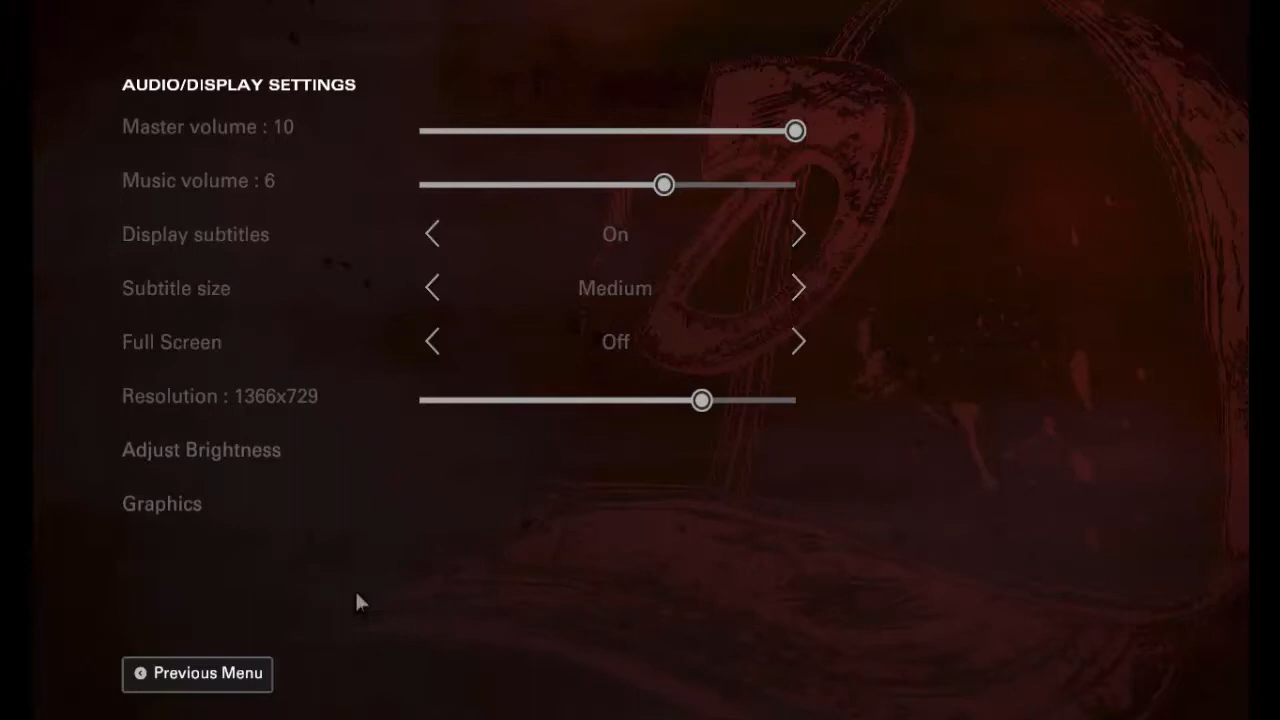 AUDIO/DISPLAY SETTINGS
Master volume : 10
Music volume : 6
Display subtitles On
Subtitle size Medium
Full Screen Off
Resolution : 1366x729
Adjust Brightness
Graphics
Previous Menu